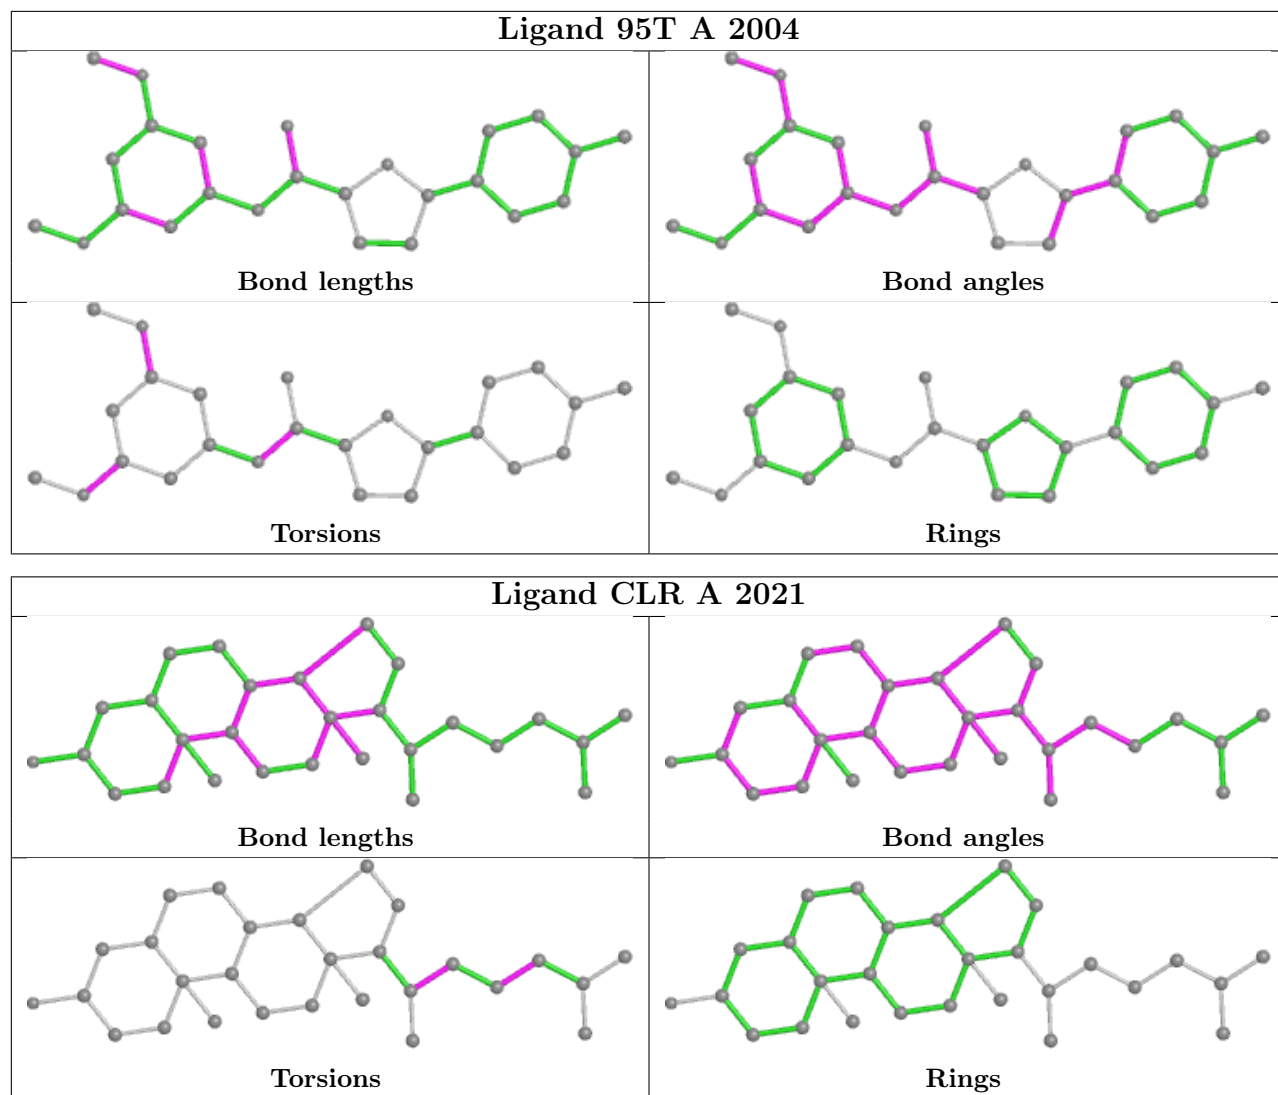 Ligand 95T A 2004
Bond lengths
Bond angles
Torsions
Rings
Ligand CLR A 2021
Bond lengths
Bond angles
Torsions
Rings